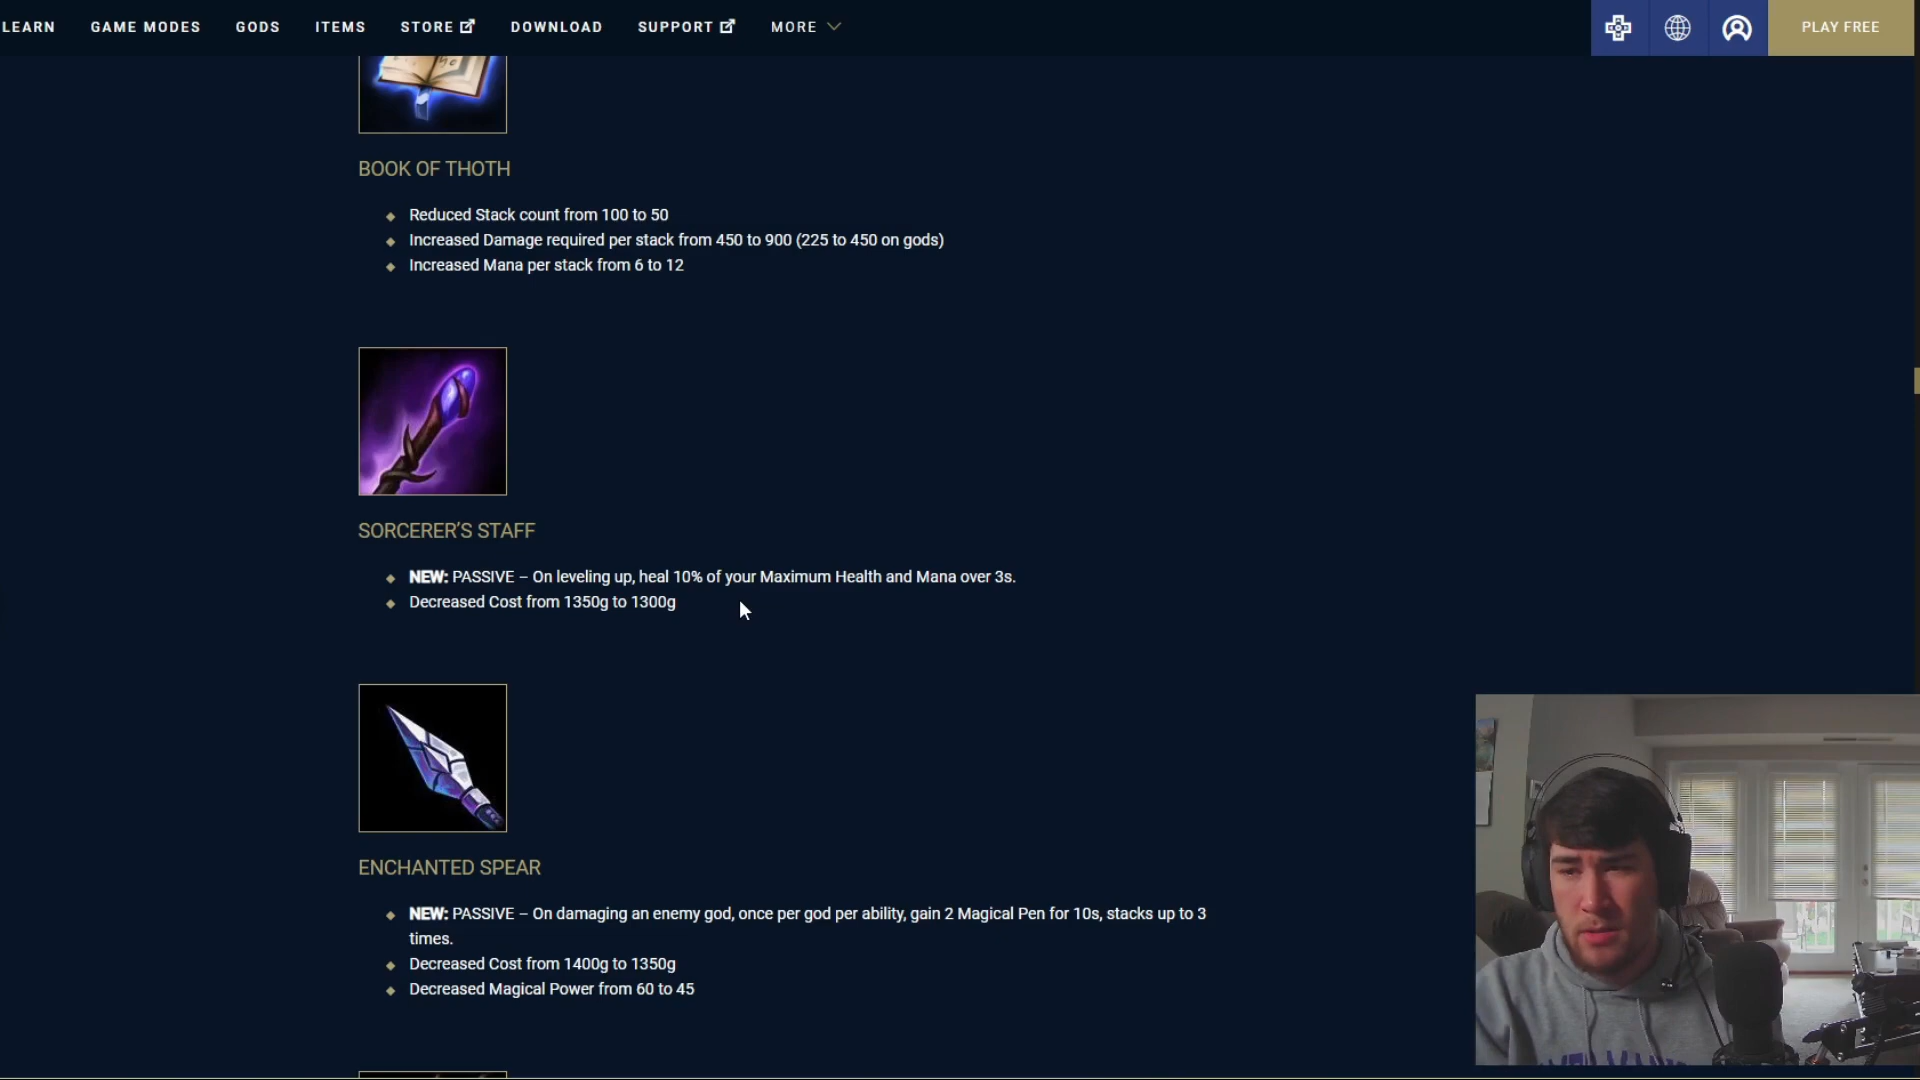 LEARN GAME MODES GODS ITEMS STORE DOWNLOAD SUPPORT MORE PLAY FREE
BOOK OF THOTH
Reduced Stack count from 100 to 50
Increased Damage required per stack from 450 to 900 (225 to 450 on gods)
Increased Mana per stack from 6 to 12
SORCERER’S STAFF
NEW: PASSIVE – On leveling up, heal 10% of your Maximum Health and Mana over 3s.
Decreased Cost from 1350g to 1300g
ENCHANTED SPEAR
NEW: PASSIVE – On damaging an enemy god, once per god per ability, gain 2 Magical Pen for 10s, stacks up to 3
times.
Decreased Cost from 1400g to 1350g
Decreased Magical Power from 60 to 45